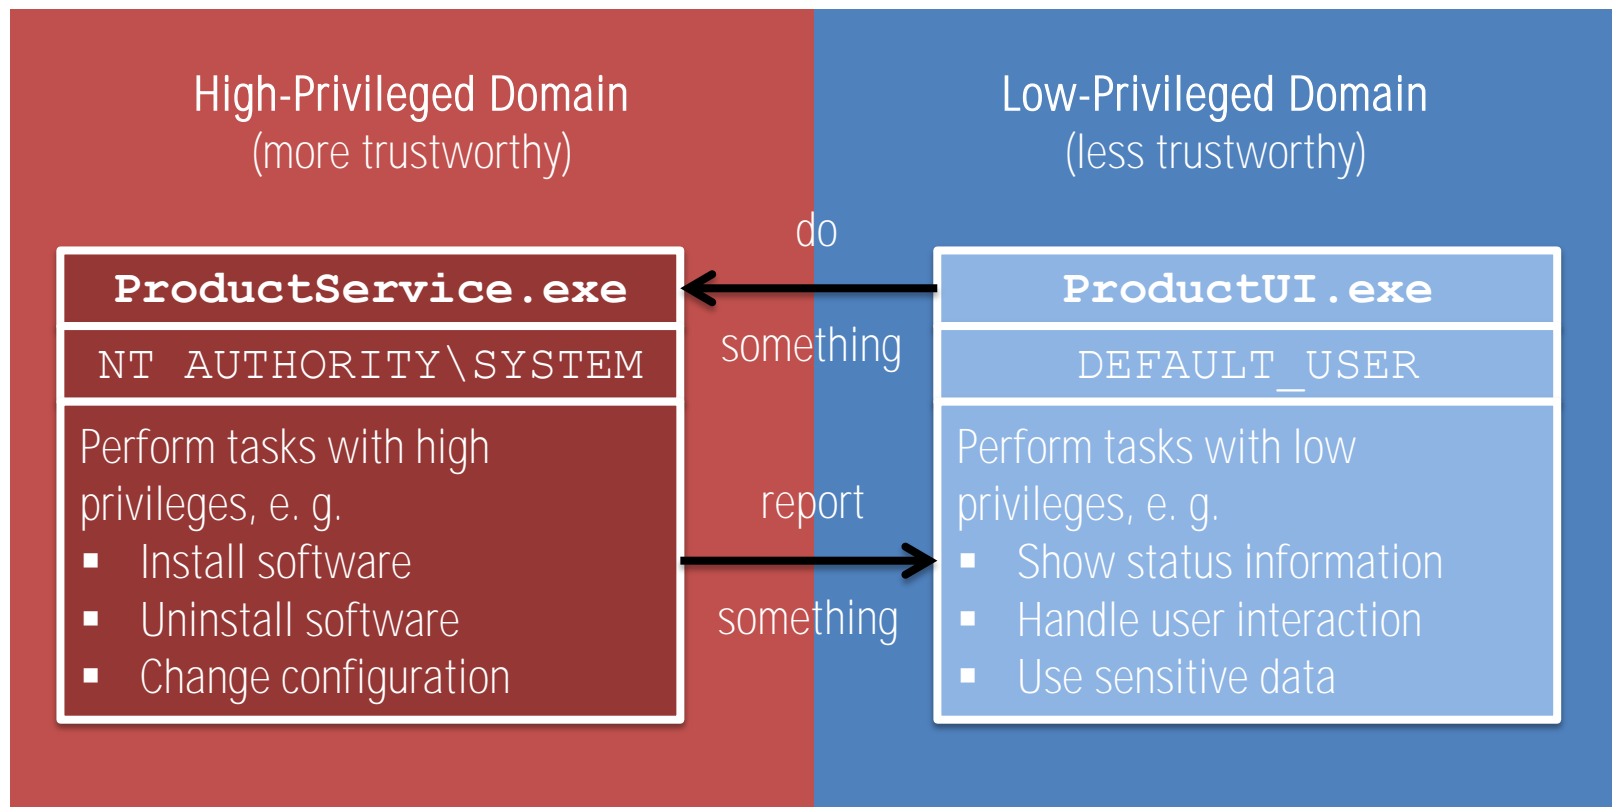 High-Privileged Domain
(more trustworthy)
Low-Privileged Domain
(less trustworthy)
do
something
ProductService.exe
NT AUTHORITY\SYSTEM
Perform tasks with high
privileges, e. g.
▪ Install software
▪ Uninstall software
▪ Change configuration
report
something
ProductUI.exe
DEFAULT_USER
Perform tasks with low
privileges, e. g.
▪ Show status information
▪ Handle user interaction
▪ Use sensitive data